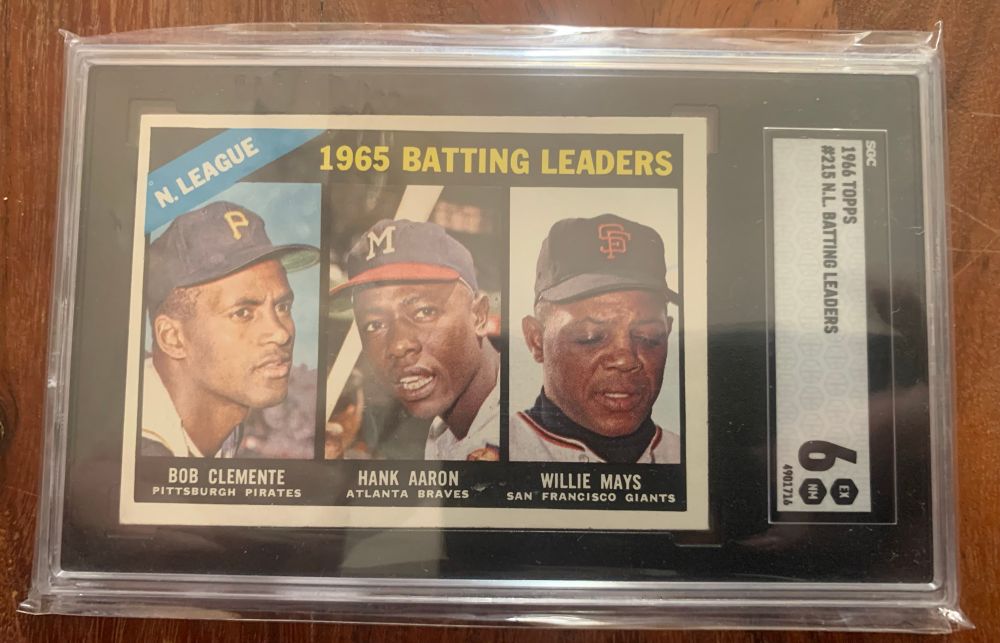 N. LEAGUE
1965 BATTING LEADERS
P
M
SF
BOB CLEMENTE
PITTSBURGH PIRATES
HANK AARON
ATLANTA BRAVES
WILLIE MAYS
SAN FRANCISCO GIANTS
SGC
1966 TOPPS
#215 N.L. BATTING LEADERS
6
EX
NM
4901716